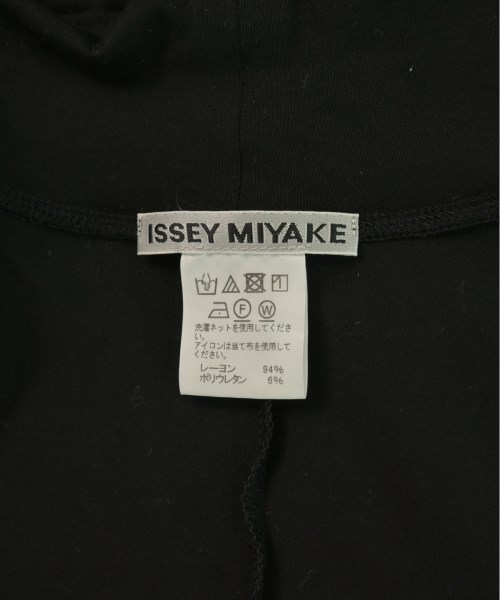 ISSEY MIYAKE
F W
洗濯ネットを使用してくださ
い。
アイロンは当て布を使用して
ください。
レーヨン 94%
ポリウレタン 6%